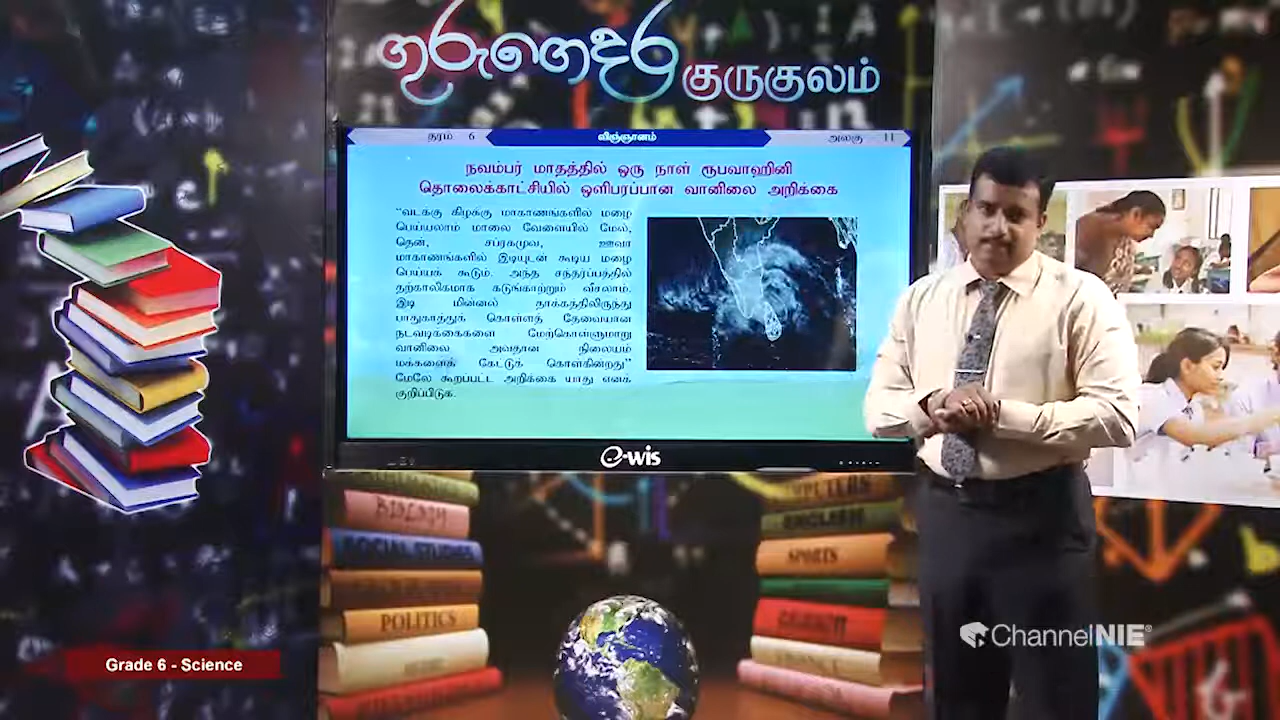 ගුරුගෙදර குருகுலம்
தரம் 6 விஞ்ஞானம் அலகு 11
நவம்பர் மாதத்தில் ஒரு நாள் ரூபவாஹினி
தொலைக்காட்சியில் ஒளிபரப்பான வானிலை அறிக்கை
“வடக்கு கிழக்கு மாகாணங்களில் மழை
பெய்யலாம் மாலை வேளையில் மேல்,
தென், சப்ரகமுவ, ஊவா
மாகாணங்களில் இடியுடன் கூடிய மழை
பெய்யக் கூடும். அந்த சந்தர்ப்பத்தில்
தற்காலிகமாக கடுங்காற்றும் வீசலாம்.
இடி மின்னல் தாக்கத்திலிருந்து
பாதுகாத்துக் கொள்ளத் தேவையான
நடவடிக்கைகளை மேற்கொள்ளுமாறு
வானிலை அவதான நிலையம்
மக்களைக் கேட்டுக் கொள்கின்றது”
மேலே கூறப்பட்ட அறிக்கை யாது எனக்
குறிப்பிடுக.
e-wis
BIOLOGY
SOCIAL STUDIES
POLITICS
ENGLISH
SPORTS
Grade 6 - Science
ChannelNIE